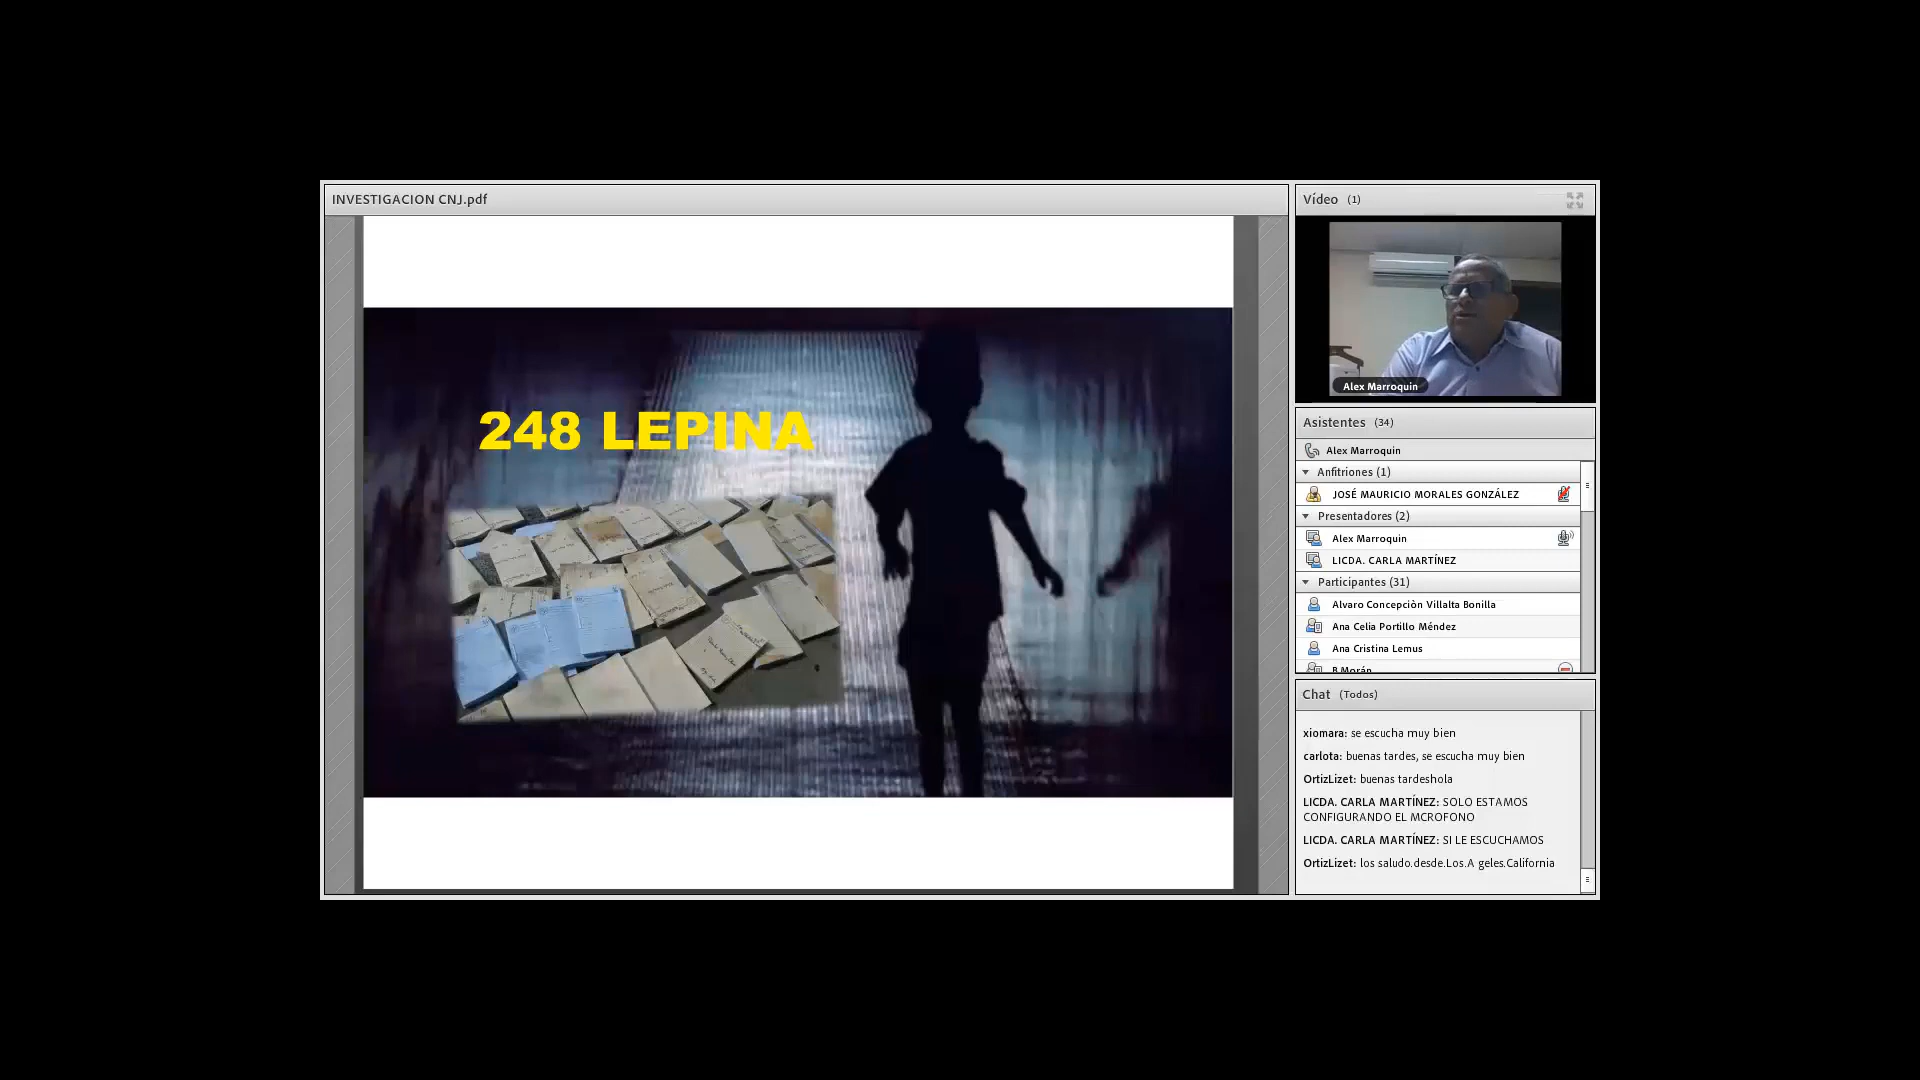 INVESTIGACION CNJ.pdf
248 LEPINA
Vídeo (1)
Alex Marroquin
Asistentes (34)
Alex Marroquin
Anfitriones (1)
JOSÉ MAURICIO MORALES GONZÁLEZ
Presentadores (2)
Alex Marroquin
LICDA. CARLA MARTÍNEZ
Participantes (31)
Alvaro Concepciòn Villalta Bonilla
Ana Celia Portillo Méndez
Ana Cristina Lemus
B Morán
Chat (Todos)
xiomara: se escucha muy bien
carlota: buenas tardes, se escucha muy bien
OrtizLizet: buenas tardeshola
LICDA. CARLA MARTÍNEZ: SOLO ESTAMOS
CONFIGURANDO EL MCROFONO
LICDA. CARLA MARTÍNEZ: SI LE ESCUCHAMOS
OrtizLizet: los saludo.desde.Los.A geles.California